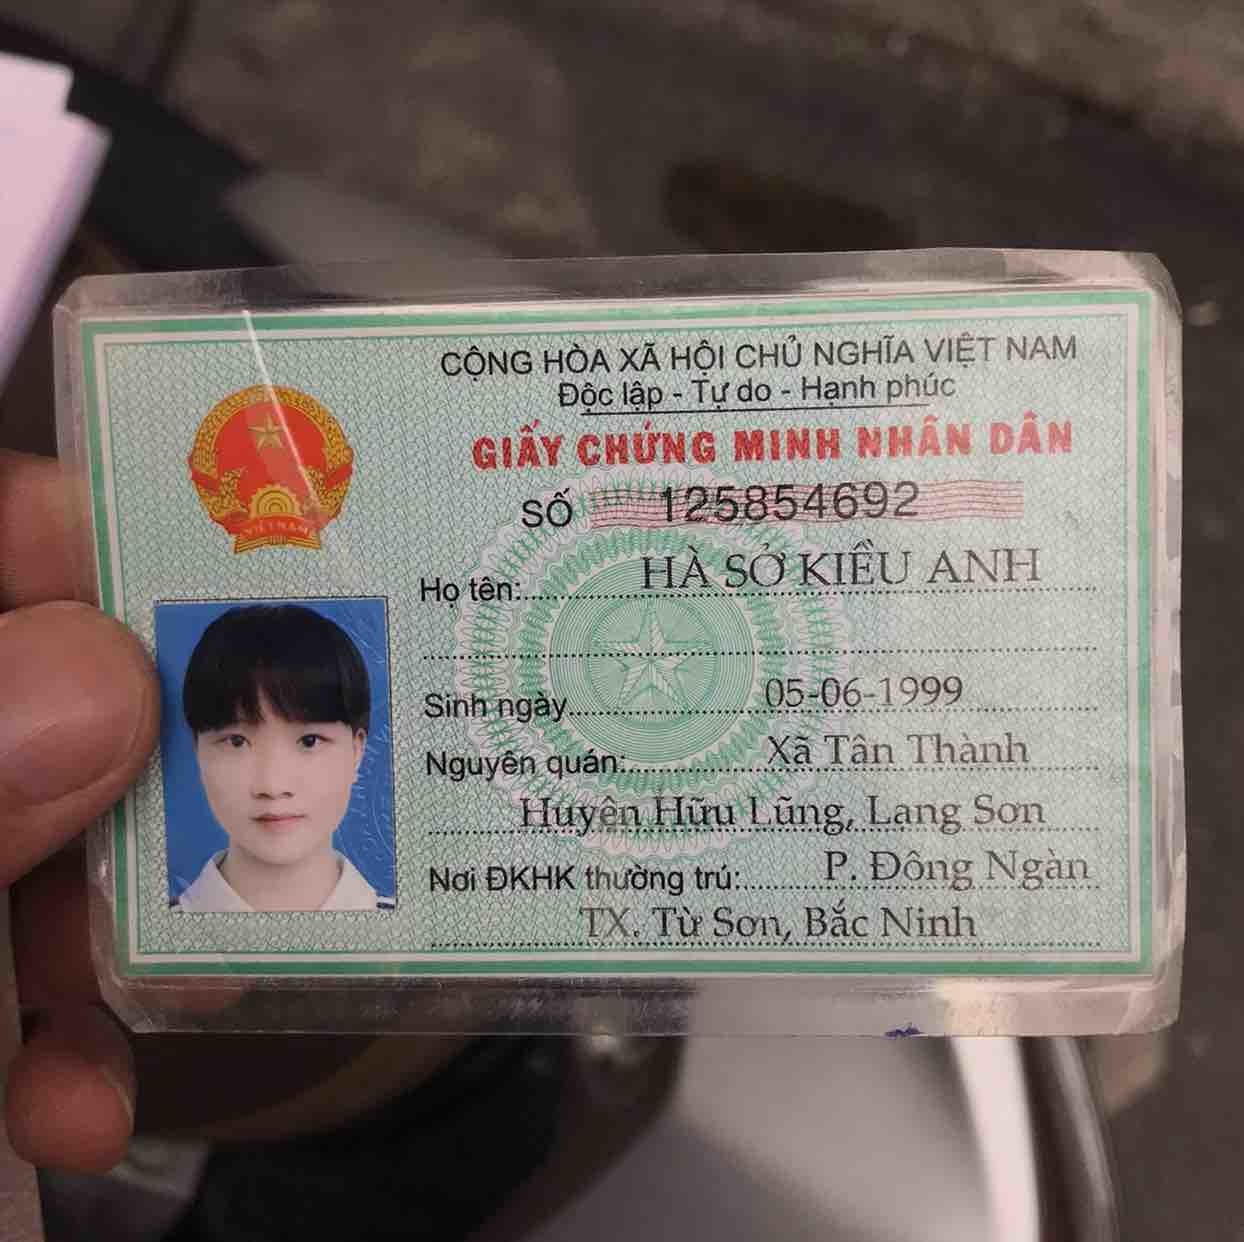 CỘNG HÒA XÃ HỘI CHỦ NGHĨA VIỆT NAM
Độc lập - Tự do - Hạnh phúc
GIẤY CHỨNG MINH NHÂN DÂN
SỐ 125854692
VIỆT NAM
Họ tên: HÀ SỞ KIỀU ANH
Sinh ngày 05-06-1999
Nguyên quán: Xã Tân Thành
Huyện Hữu Lũng, Lạng Sơn
Nơi ĐKHK thường trú: P. Đông Ngàn
TX. Từ Sơn, Bắc Ninh